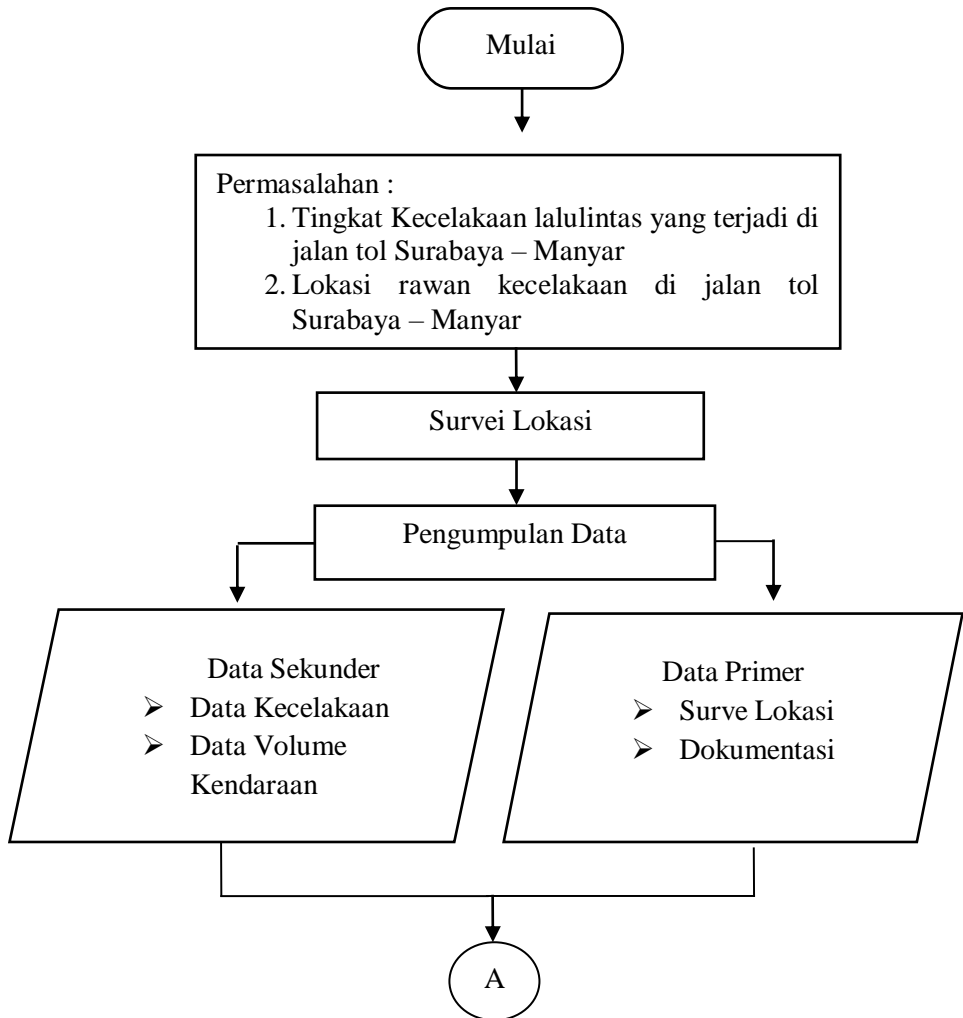 Mulai
Permasalahan :
1. Tingkat Kecelakaan lalulintas yang terjadi di
jalan tol Surabaya – Manyar
2. Lokasi rawan kecelakaan di jalan tol
Surabaya – Manyar
Survei Lokasi
Pengumpulan Data
Data Sekunder
➢ Data Kecelakaan
➢ Data Volume
Kendaraan
Data Primer
➢ Surve Lokasi
➢ Dokumentasi
A